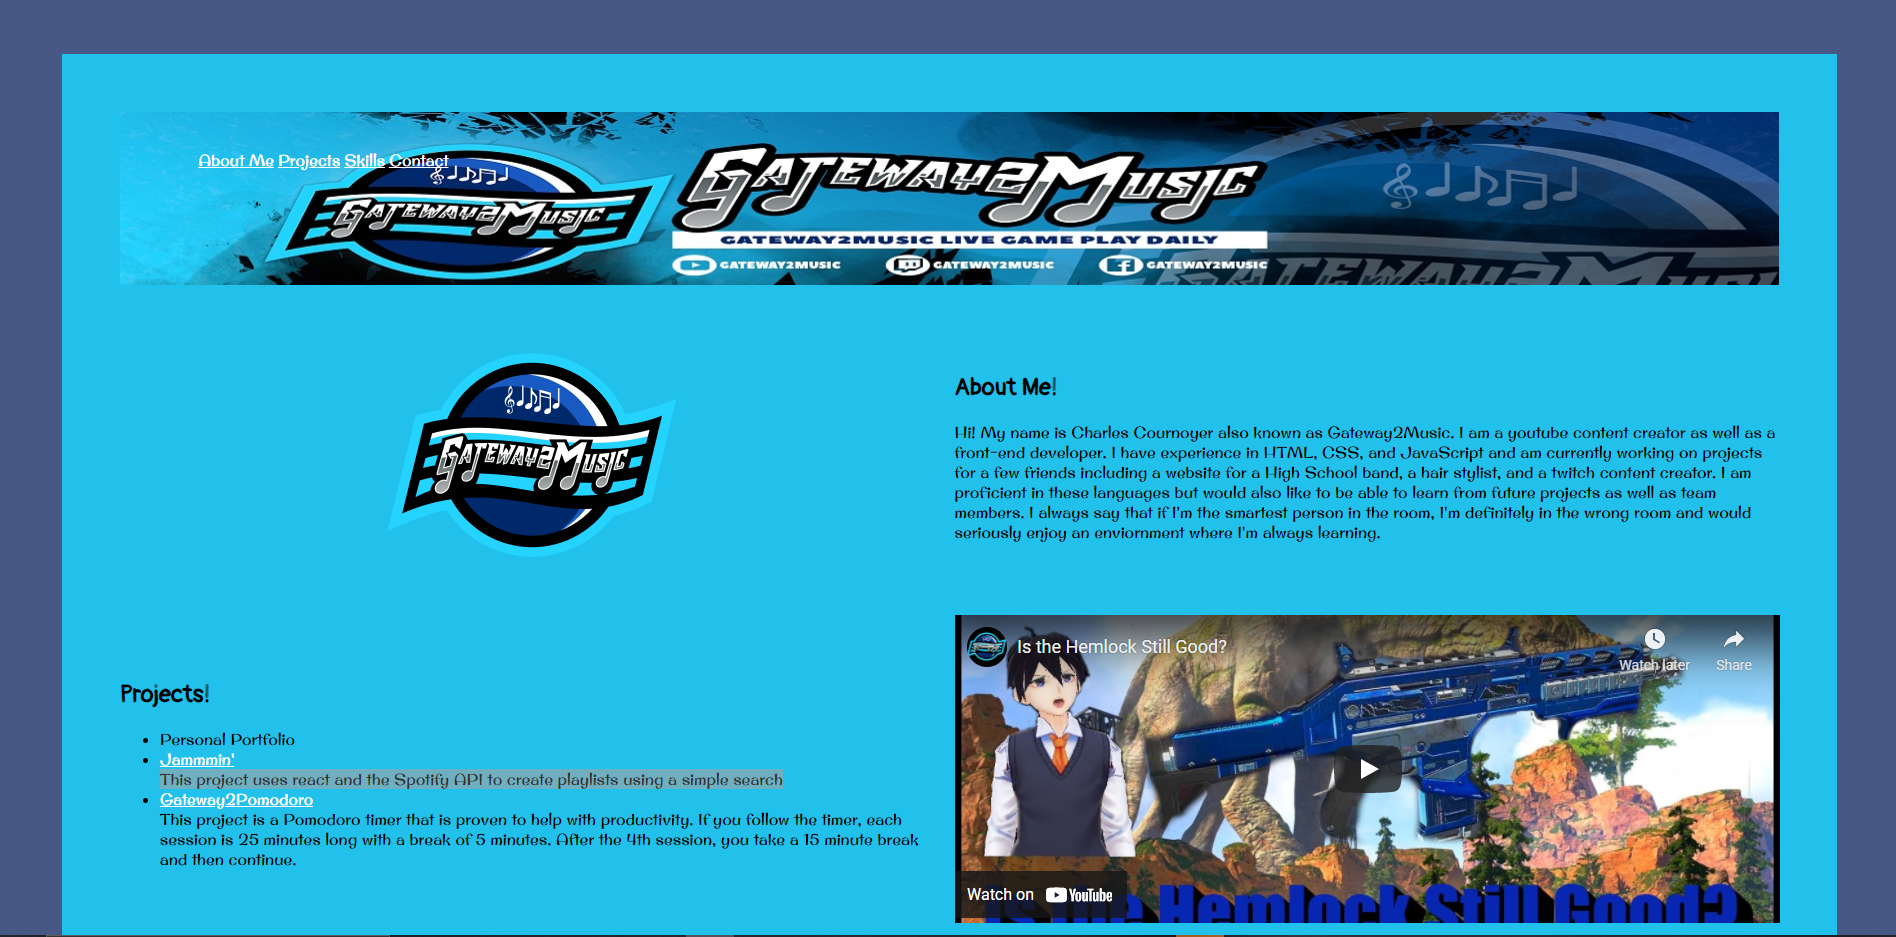 About Me Projects Skills Contact
GATEWAY2MUSIC
GATEWAY2MUSIC
GATEWAY2MUSIC LIVE GAME PLAY DAILY
GATEWAY2MUSIC GATEWAY2MUSIC GATEWAY2MUSIC
GATEWAY2MUSIC
GATEWAY2MUSIC
About Me!
Hi! My name is Charles Cournoyer also known as Gateway2Music. I am a youtube content creator as well as a
front-end developer. I have experience in HTML, CSS, and JavaScript and am currently working on projects
for a few friends including a website for a High School band, a hair stylist, and a twitch content creator. I am
proficient in these languages but would also like to be able to learn from future projects as well as team
members. I always say that if I'm the smartest person in the room, I'm definitely in the wrong room and would
seriously enjoy an enviornment where I'm always learning.
Projects!
Personal Portfolio
Jammmin'
This project uses react and the Spotify API to create playlists using a simple search
Gateway2Pomodoro
This project is a Pomodoro timer that is proven to help with productivity. If you follow the timer, each
session is 25 minutes long with a break of 5 minutes. After the 4th session, you take a 15 minute break
and then continue.
Is the Hemlock Still Good?
Watch later Share
Watch on YouTube
Is the Hemlock Still Good?